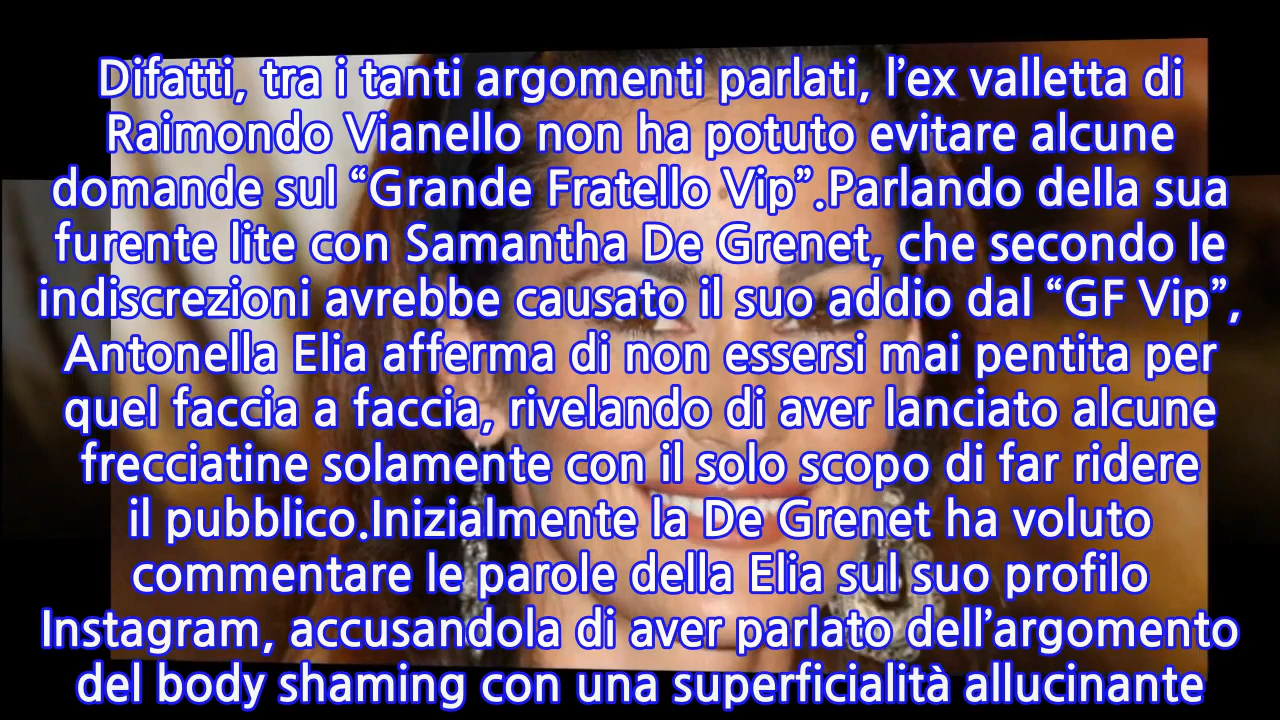 Difatti, tra i tanti argomenti parlati, l’ex valletta di
Raimondo Vianello non ha potuto evitare alcune
domande sul “Grande Fratello Vip”.Parlando della sua
furente lite con Samantha De Grenet, che secondo le
indiscrezioni avrebbe causato il suo addio dal “GF Vip”,
Antonella Elia afferma di non essersi mai pentita per
quel faccia a faccia, rivelando di aver lanciato alcune
frecciatine solamente con il solo scopo di far ridere
il pubblico.Inizialmente la De Grenet ha voluto
commentare le parole della Elia sul suo profilo
Instagram, accusandola di aver parlato dell’argomento
del body shaming con una superficialità allucinante